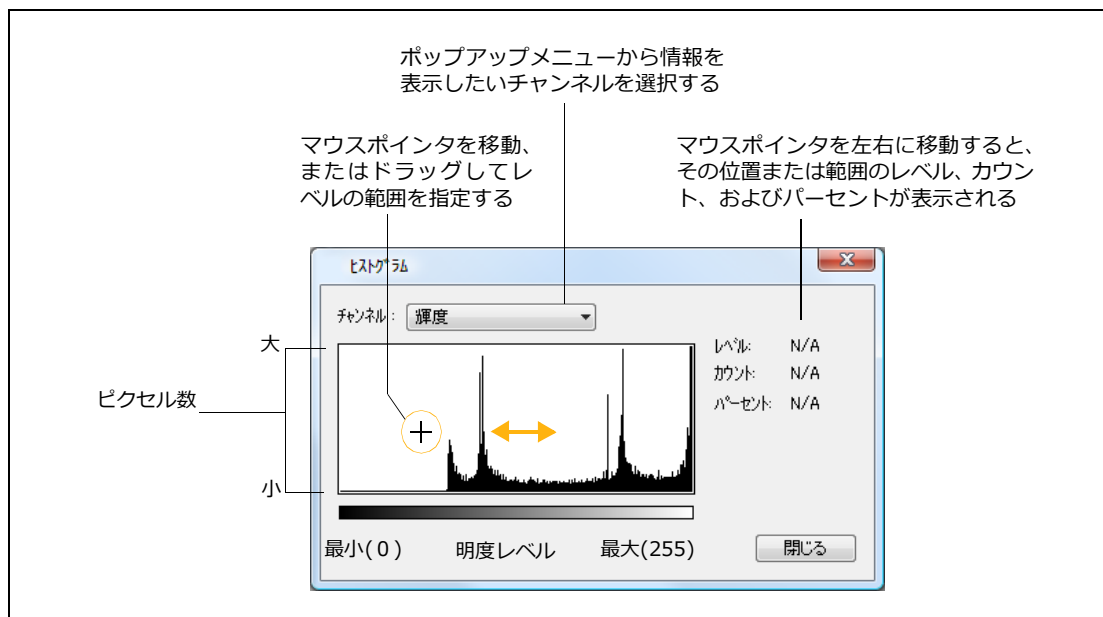 ポップアップメニューから情報を
表示したいチャンネルを選択する
マウスポインタを移動、
またはドラッグしてレ
ベルの範囲を指定する
マウスポインタを左右に移動すると、
その位置または範囲のレベル、カウン
ト、およびパーセントが表示される
ﾋｽﾄｸﾞﾗﾑ
ﾁｬﾝﾈﾙ : 輝度
大
ピクセル数
小
ﾚﾍﾞﾙ: N/A
ｶｳﾝﾄ: N/A
ﾊﾟｰｾﾝﾄ: N/A
最小( 0 ) 明度レベル 最大(255)
閉じる